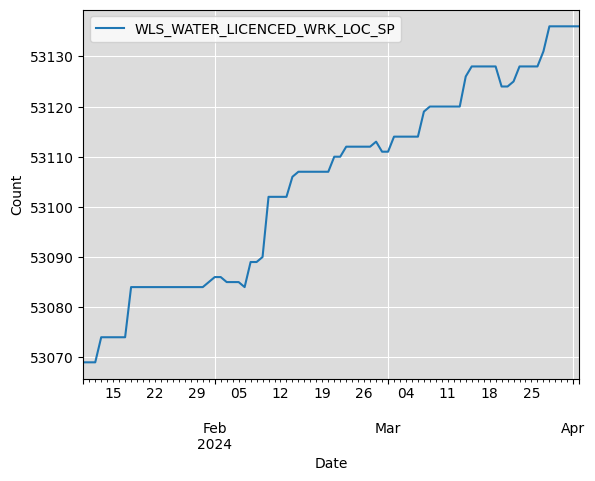 WLS_WATER_LICENCED_WRK_LOC_SP
53130
53120
53110
53100
53090
53080
53070
Count
15 22 29 05 12 19 26 04 11 18 25
Feb Mar Apr
2024
Date